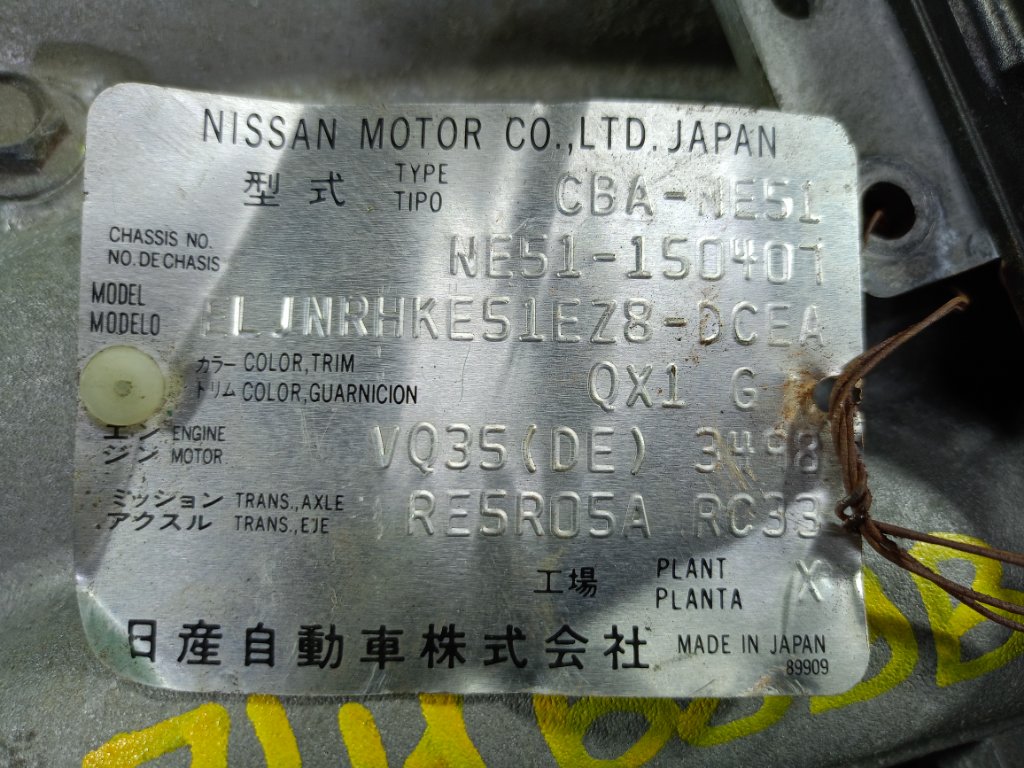 NISSAN MOTOR CO.,LTD. JAPAN
型式 TYPE TIPO CBA-NE51
CHASSIS NO.
NO. DE CHASIS NE51-150407
MODEL
MODELO ELJNRHKE51EZ8-DCEA
カラー COLOR,TRIM
トリム COLOR,GUARNICION QX1 G
エン ENGINE
ジン MOTOR VQ35(DE) 3498
ミッション TRANS.,AXLE
アクスル TRANS.,EJE RE5R05A RC33
工場 PLANT PLANTA X
日産自動車株式会社 MADE IN JAPAN
89909